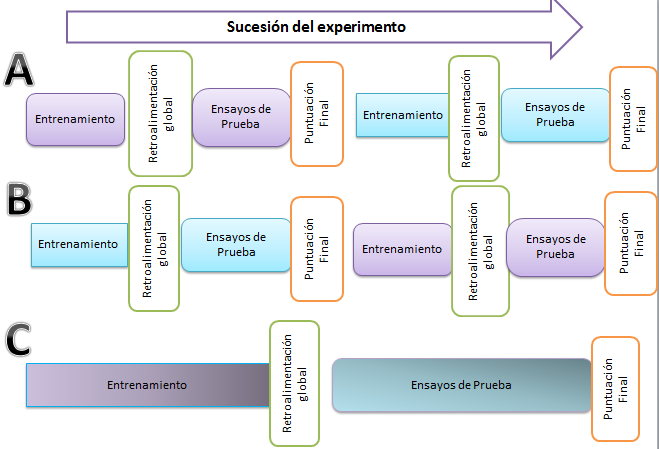 Sucesión del experimento
A
Entrenamiento
Retroalimentación
global
Ensayos de
Prueba
Puntuación
Final
Entrenamiento
Retroalimentación
global
Ensayos de
Prueba
Puntuación
Final
B
Entrenamiento
Retroalimentación
global
Ensayos de
Prueba
Puntuación
Final
Entrenamiento
Retroalimentación
global
Ensayos de
Prueba
Puntuación
Final
C
Entrenamiento
Retroalimentación
global
Ensayos de Prueba
Puntuación
Final